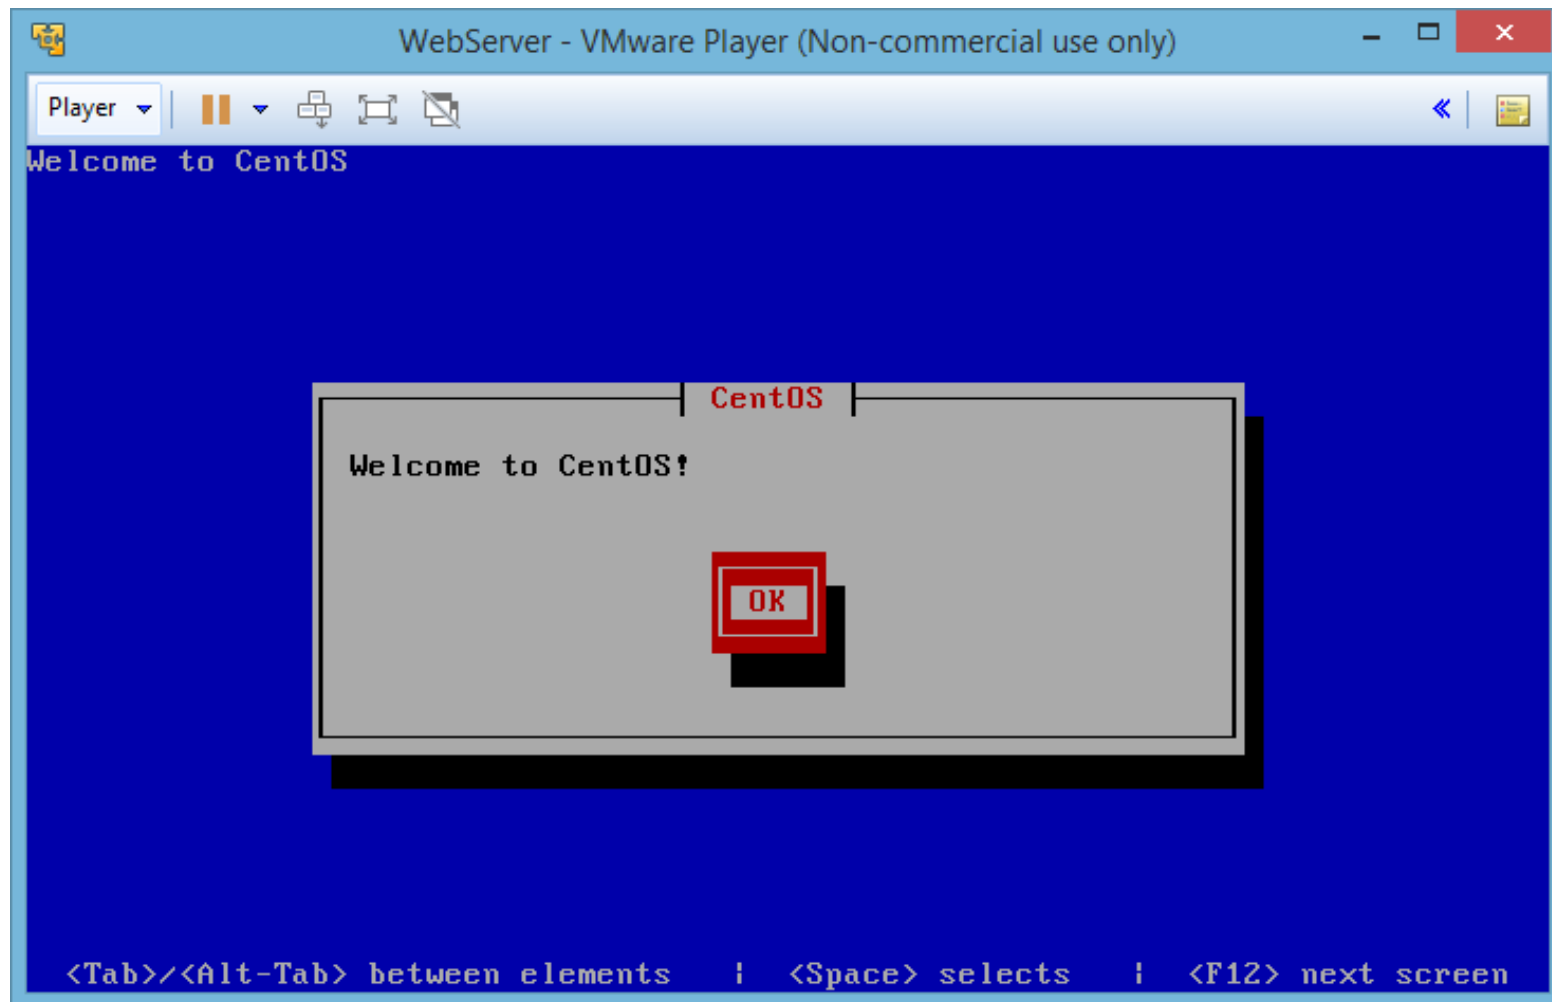 WebServer - VMware Player (Non-commercial use only)
Player
Welcome to CentOS
CentOS
Welcome to CentOS!
OK
<Tab>/<Alt-Tab> between elements | <Space> selects | <F12> next screen